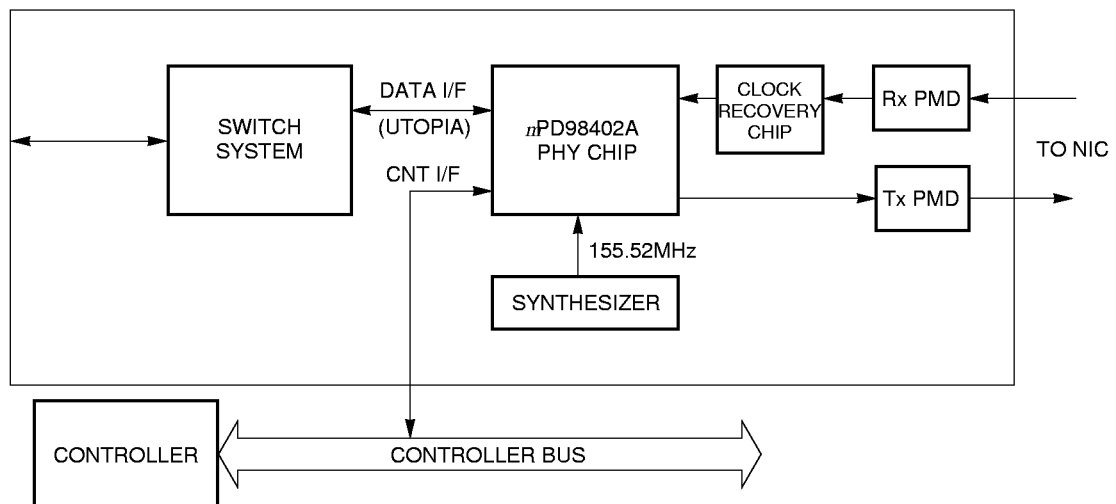 SWITCH
SYSTEM
DATA I/F
(UTOPIA)
CNT I/F
mPD98402A
PHY CHIP
CLOCK
RECOVERY
CHIP
Rx PMD
TO NIC
Tx PMD
155.52MHz
SYNTHESIZER
CONTROLLER
CONTROLLER BUS